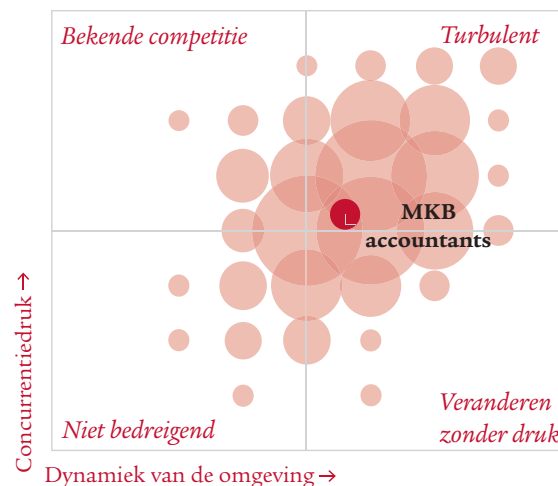 Bekende competitie
Turbulent
MKB
accountants
Niet bedreigend
Veranderen
zonder druk
Concurrentiedruk →
Dynamiek van de omgeving →